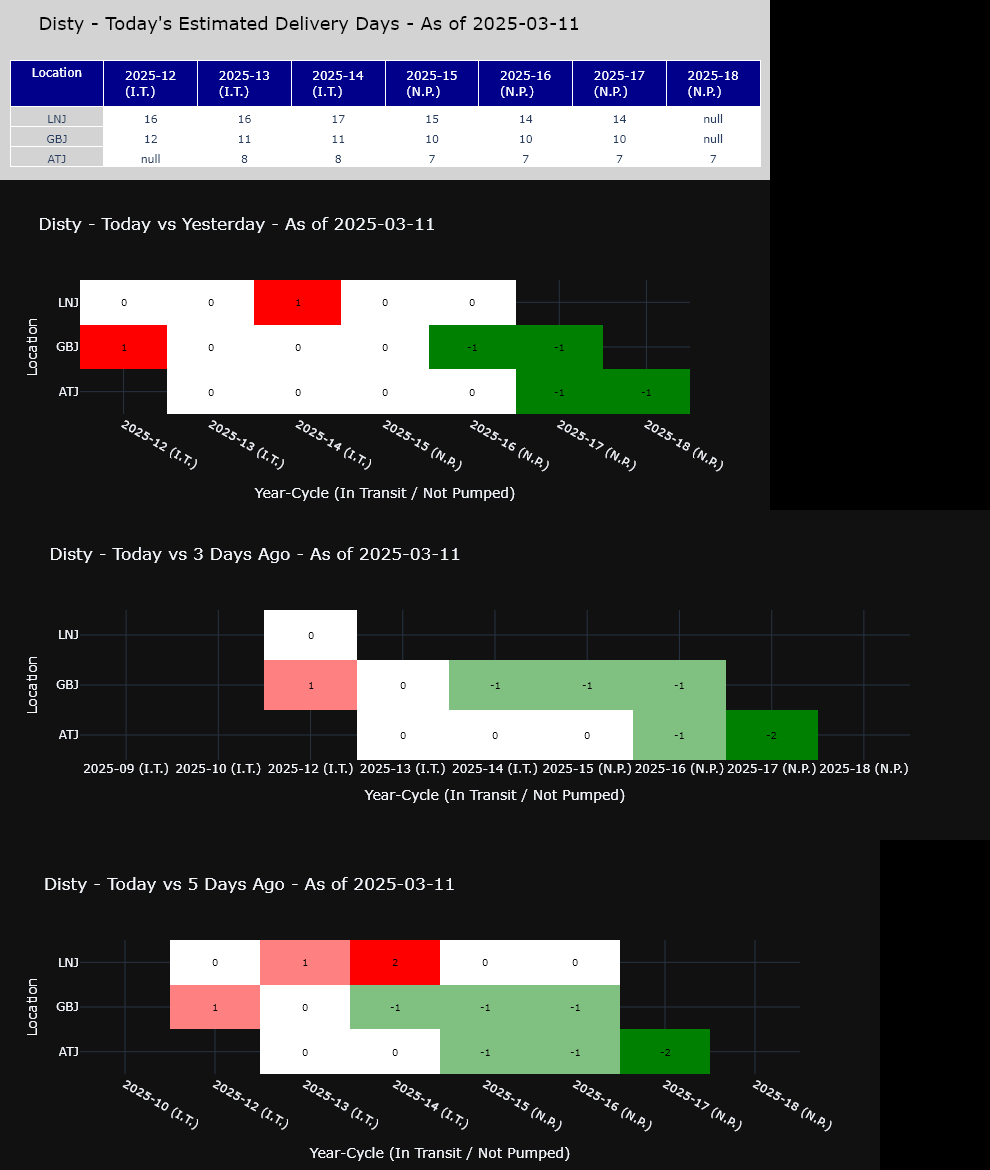 Disty - Today's Estimated Delivery Days - As of 2025-03-11
Location 2025-12 (I.T.) 2025-13 (I.T.) 2025-14 (I.T.) 2025-15 (N.P.) 2025-16 (N.P.) 2025-17 (N.P.) 2025-18 (N.P.)
LNJ 16 16 17 15 14 14 null
GBJ 12 11 11 10 10 10 null
ATJ null 8 8 7 7 7 7
Disty - Today vs Yesterday - As of 2025-03-11
Location
LNJ 0 0 1 0 0
GBJ 1 0 0 0 -1 -1
ATJ 0 0 0 0 -1 -1
2025-12 (I.T.) 2025-13 (I.T.) 2025-14 (I.T.) 2025-15 (N.P.) 2025-16 (N.P.) 2025-17 (N.P.) 2025-18 (N.P.)
Year-Cycle (In Transit / Not Pumped)
Disty - Today vs 3 Days Ago - As of 2025-03-11
Location
LNJ 0
GBJ 1 0 -1 -1 -1
ATJ 0 0 0 -1 -2
2025-09 (I.T.) 2025-10 (I.T.) 2025-12 (I.T.) 2025-13 (I.T.) 2025-14 (I.T.) 2025-15 (N.P.) 2025-16 (N.P.) 2025-17 (N.P.) 2025-18 (N.P.)
Year-Cycle (In Transit / Not Pumped)
Disty - Today vs 5 Days Ago - As of 2025-03-11
Location
LNJ 0 1 2 0 0
GBJ 1 0 -1 -1 -1
ATJ 0 0 -1 -1 -2
2025-10 (I.T.) 2025-12 (I.T.) 2025-13 (I.T.) 2025-14 (I.T.) 2025-15 (N.P.) 2025-16 (N.P.) 2025-17 (N.P.) 2025-18 (N.P.)
Year-Cycle (In Transit / Not Pumped)